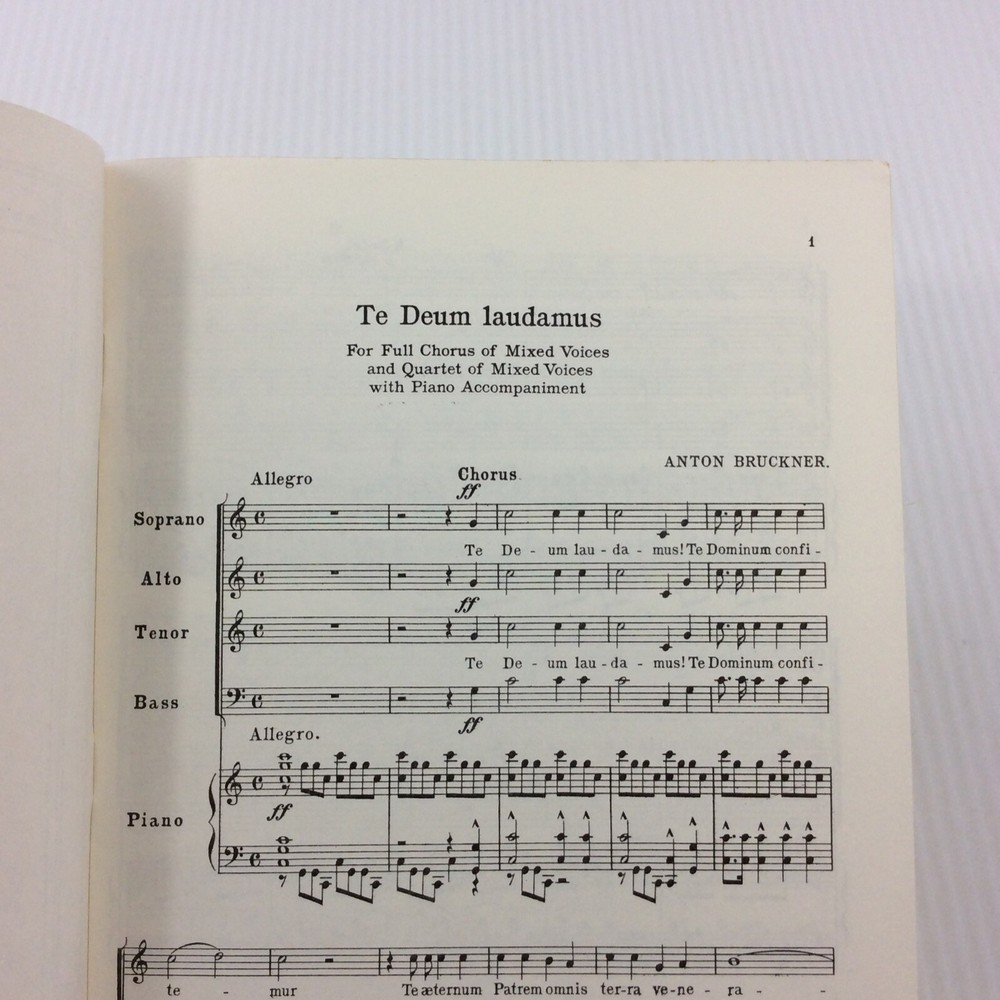 1
Te Deum laudamus
For Full Chorus of Mixed Voices
and Quartet of Mixed Voices
with Piano Accompaniment
ANTON BRUCKNER.
Allegro
Chorus.
ff
Soprano
Te De - um lau - da - mus! Te Dominum confi -
Alto
ff
Tenor
Te De - um lau - da - mus! Te Dominum confi -
Bass
ff
Allegro.
Piano
ff
te - mur Te æternum Patrem omnis ter-ra ve-ne - ra - -